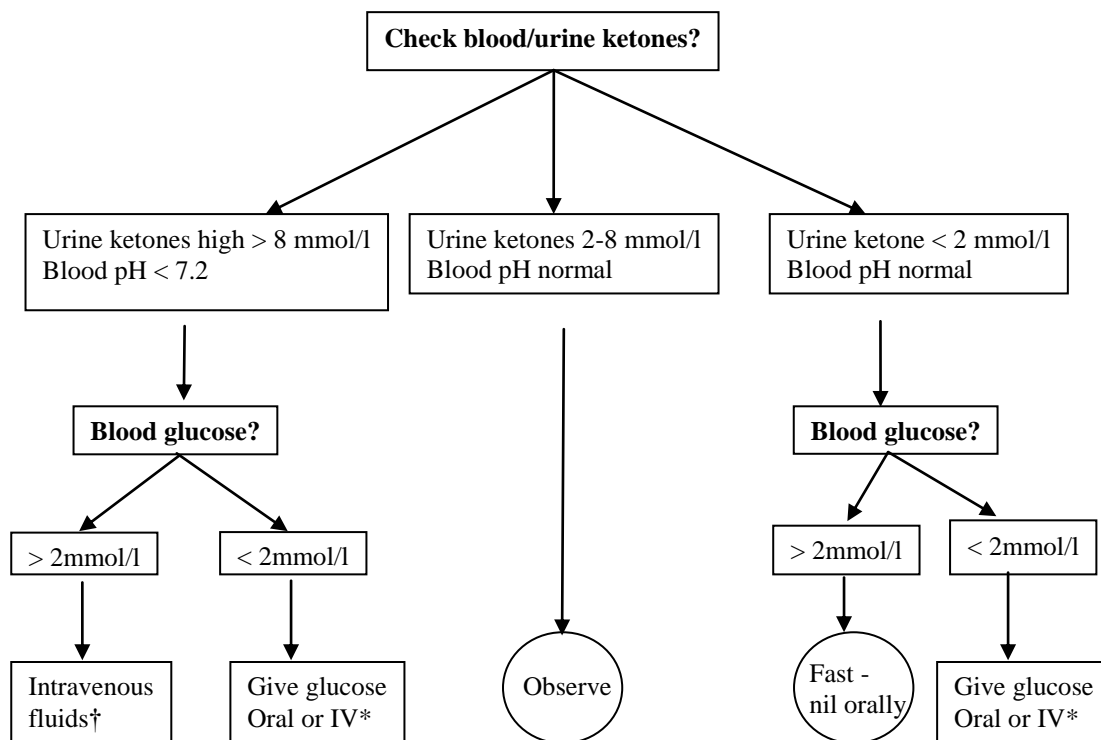 Check blood/urine ketones?
Urine ketones high > 8 mmol/l
Blood pH < 7.2
Urine ketones 2-8 mmol/l
Blood pH normal
Urine ketone < 2 mmol/l
Blood pH normal
Blood glucose?
Blood glucose?
> 2mmol/l
< 2mmol/l
> 2mmol/l
< 2mmol/l
Intravenous
fluids†
Give glucose
Oral or IV*
Observe
Fast -
nil orally
Give glucose
Oral or IV*